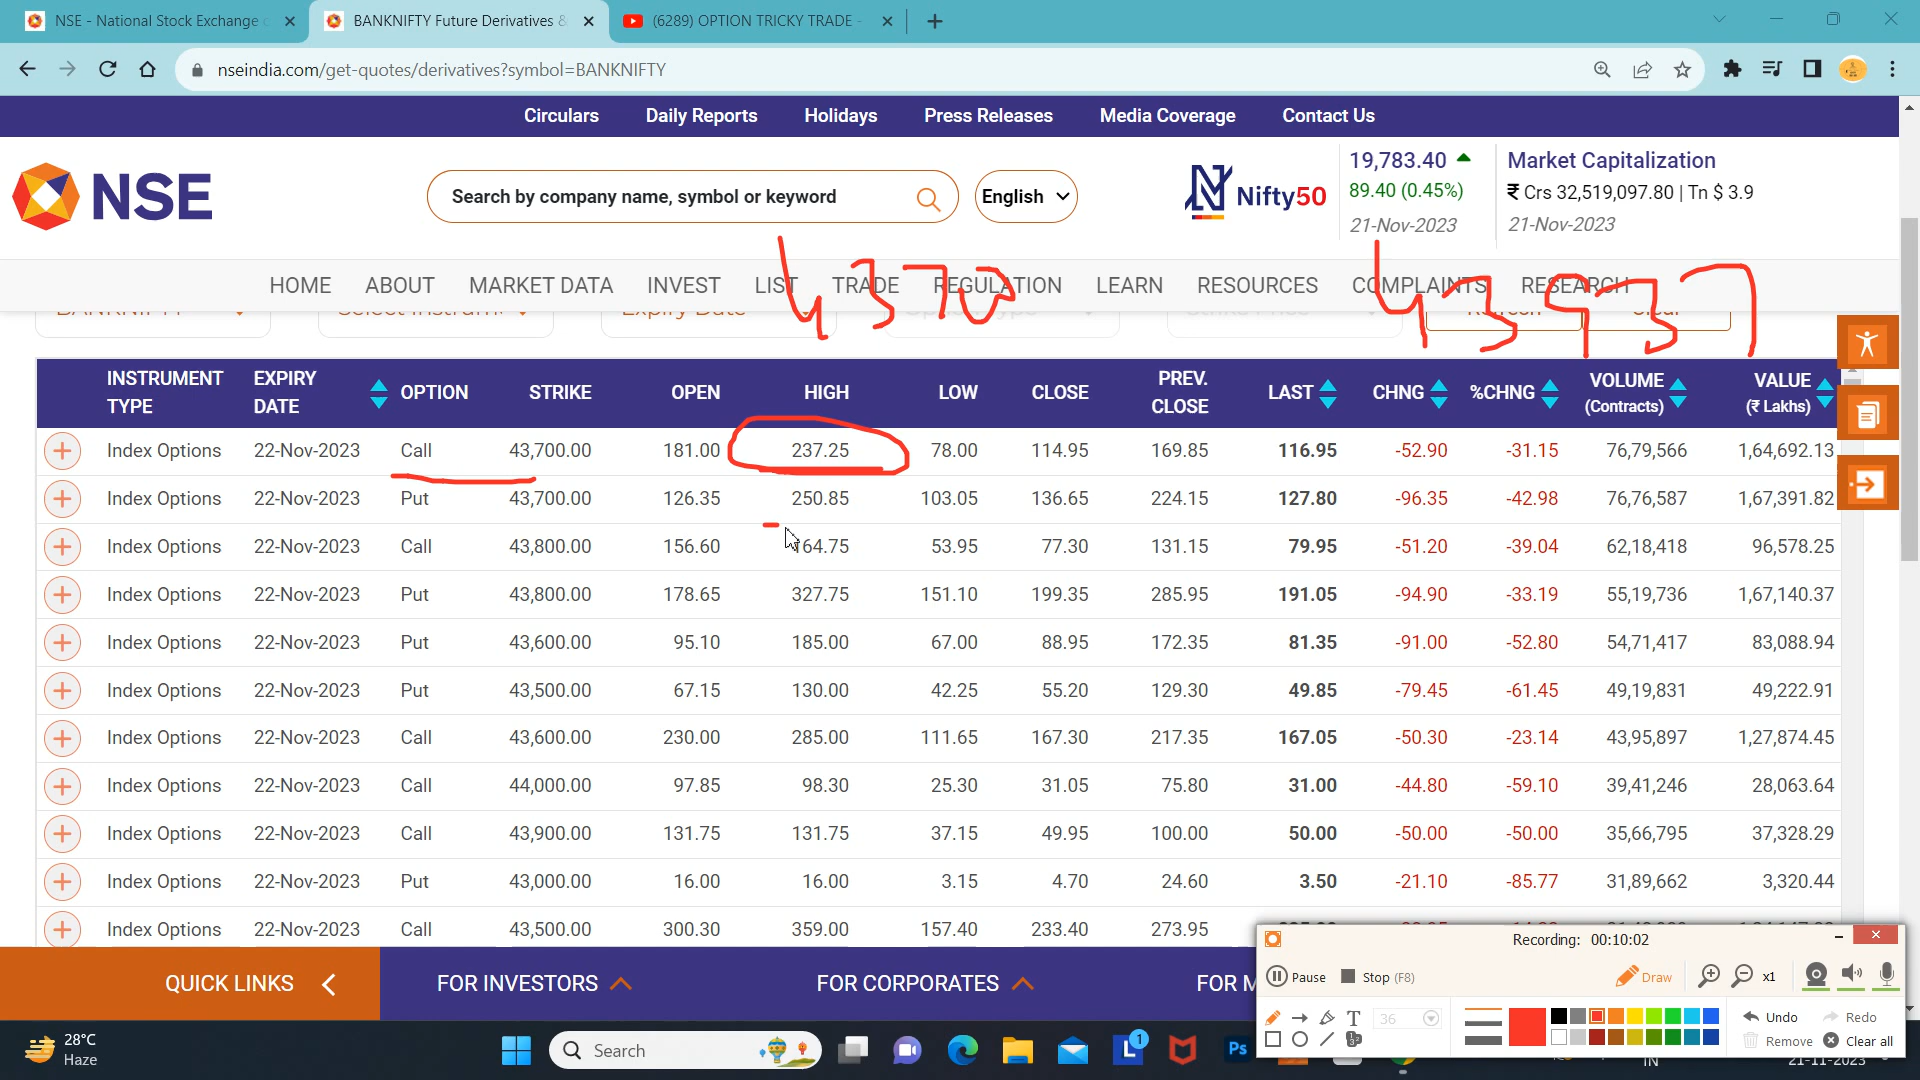 NSE - National Stock Exchange
BANKNIFTY Future Derivatives &
(6289) OPTION TRICKY TRADE -
nseindia.com/get-quotes/derivatives?symbol=BANKNIFTY
Circulars Daily Reports Holidays Press Releases Media Coverage Contact Us
NSE
Search by company name, symbol or keyword
English
Nifty50
19,783.40
89.40 (0.45%)
21-Nov-2023
Market Capitalization
₹ Crs 32,519,097.80 | Tn $ 3.9
21-Nov-2023
HOME ABOUT MARKET DATA INVEST LIST TRADE REGULATION LEARN RESOURCES COMPLAINTS RESEARCH
4370 43937
INSTRUMENT TYPE EXPIRY DATE OPTION STRIKE OPEN HIGH LOW CLOSE PREV. CLOSE LAST CHNG %CHNG VOLUME (Contracts) VALUE (₹ Lakhs)
Index Options 22-Nov-2023 Call 43,700.00 181.00 237.25 78.00 114.95 169.85 116.95 -52.90 -31.15 76,79,566 1,64,692.13
Index Options 22-Nov-2023 Put 43,700.00 126.35 250.85 103.05 136.65 224.15 127.80 -96.35 -42.98 76,76,587 1,67,391.82
Index Options 22-Nov-2023 Call 43,800.00 156.60 164.75 53.95 77.30 131.15 79.95 -51.20 -39.04 62,18,418 96,578.25
Index Options 22-Nov-2023 Put 43,800.00 178.65 327.75 151.10 199.35 285.95 191.05 -94.90 -33.19 55,19,736 1,67,140.37
Index Options 22-Nov-2023 Put 43,600.00 95.10 185.00 67.00 88.95 172.35 81.35 -91.00 -52.80 54,71,417 83,088.94
Index Options 22-Nov-2023 Put 43,500.00 67.15 130.00 42.25 55.20 129.30 49.85 -79.45 -61.45 49,19,831 49,222.91
Index Options 22-Nov-2023 Call 43,600.00 230.00 285.00 111.65 167.30 217.35 167.05 -50.30 -23.14 43,95,897 1,27,874.45
Index Options 22-Nov-2023 Call 44,000.00 97.85 98.30 25.30 31.05 75.80 31.00 -44.80 -59.10 39,41,246 28,063.64
Index Options 22-Nov-2023 Call 43,900.00 131.75 131.75 37.15 49.95 100.00 50.00 -50.00 -50.00 35,66,795 37,328.29
Index Options 22-Nov-2023 Put 43,000.00 16.00 16.00 3.15 4.70 24.60 3.50 -21.10 -85.77 31,89,662 3,320.44
Index Options 22-Nov-2023 Call 43,500.00 300.30 359.00 157.40 233.40 273.95
QUICK LINKS FOR INVESTORS FOR CORPORATES FOR
Recording: 00:10:02
Pause Stop (F8) Draw x1
T 36 Undo Redo
Remove Clear all
28°C
Haze
Search
1
L
Ps
IN
21-11-2023